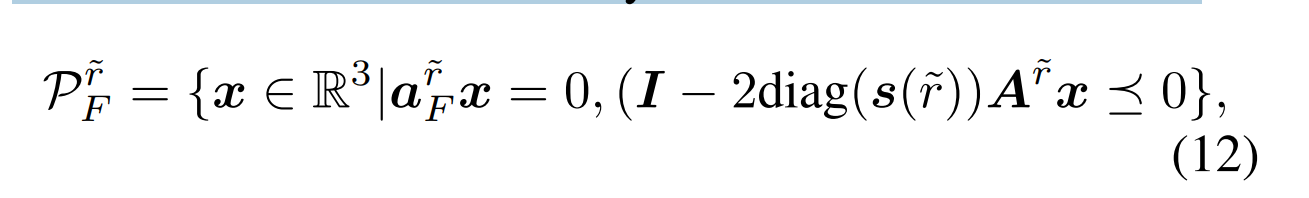 𝒫_F^{r̃} = {𝒙 ∈ ℝ³|𝒂_F^{r̃}𝒙 = 0, (𝑰 − 2diag(𝒔(r̃))𝑨^{r̃}𝒙 ⪯ 0},
(12)